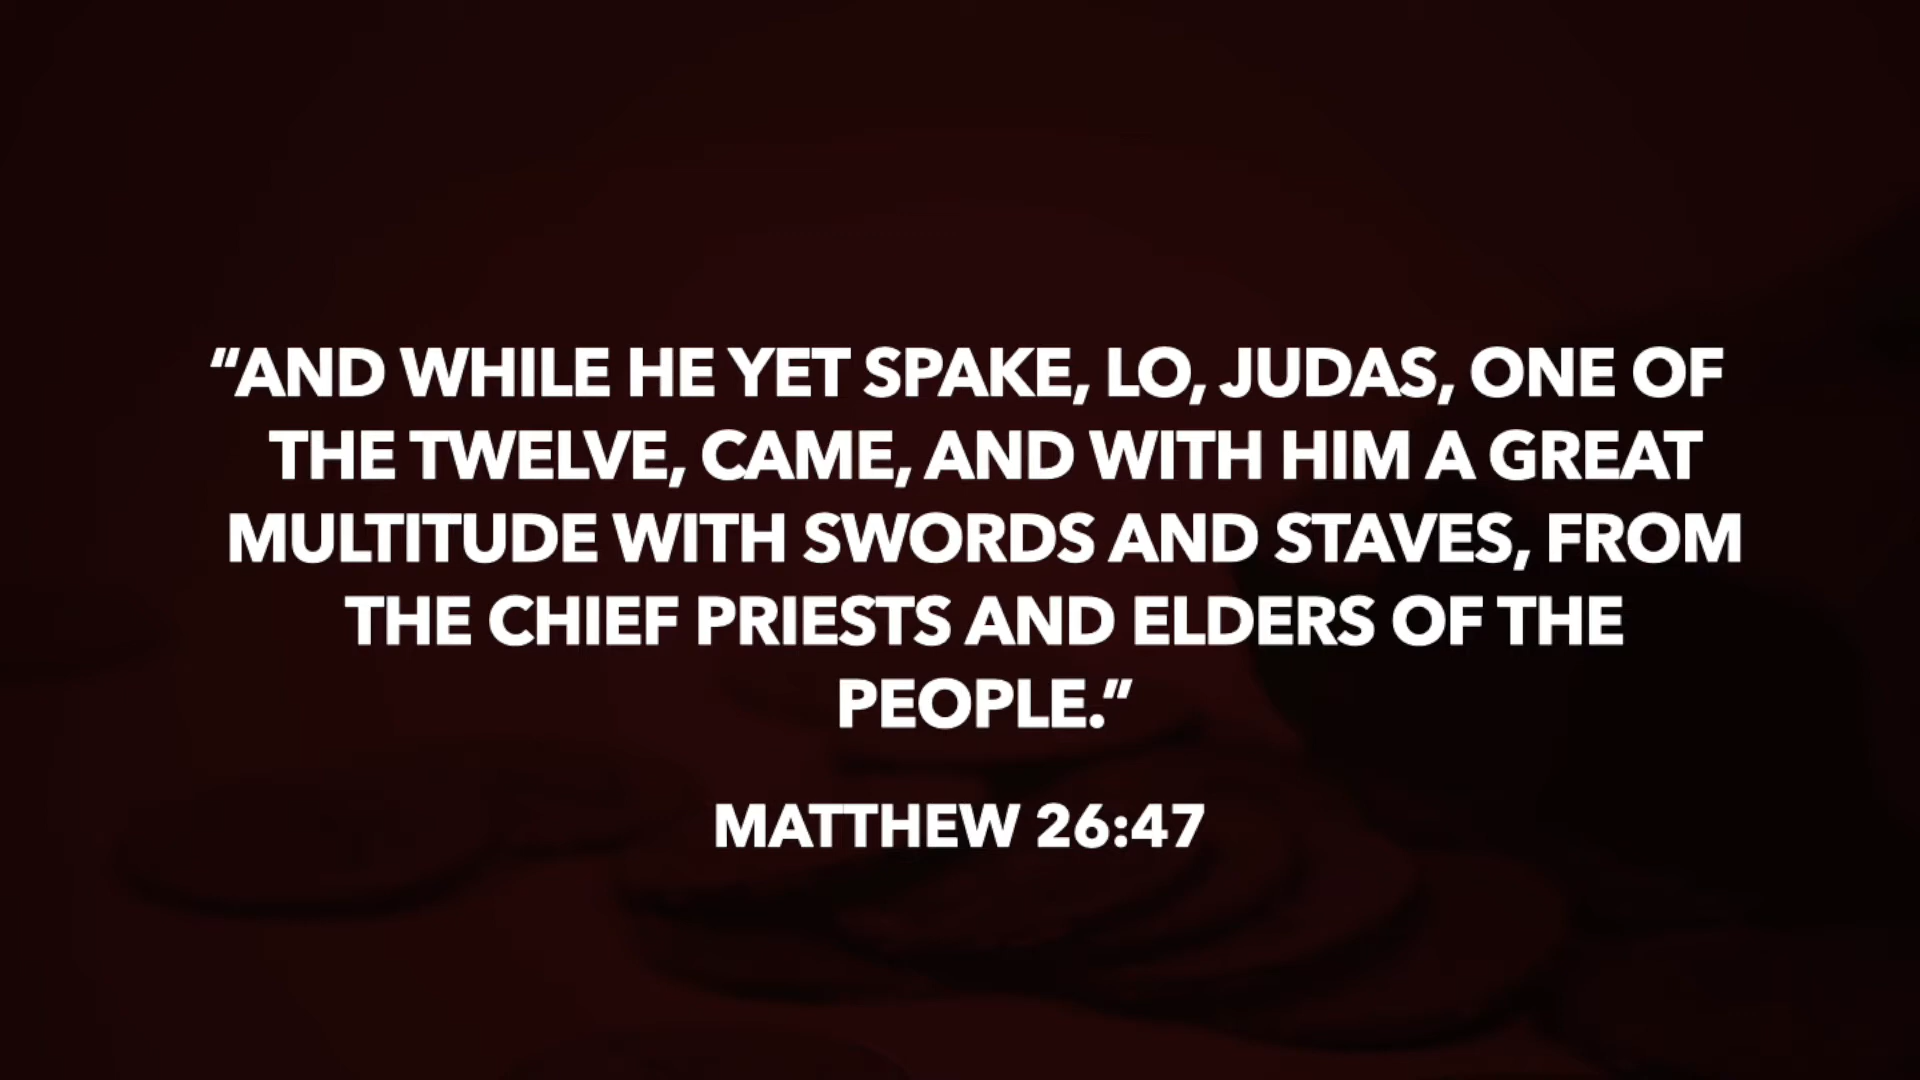 “AND WHILE HE YET SPAKE, LO, JUDAS, ONE OF
THE TWELVE, CAME, AND WITH HIM A GREAT
MULTITUDE WITH SWORDS AND STAVES, FROM
THE CHIEF PRIESTS AND ELDERS OF THE
PEOPLE.”
MATTHEW 26:47